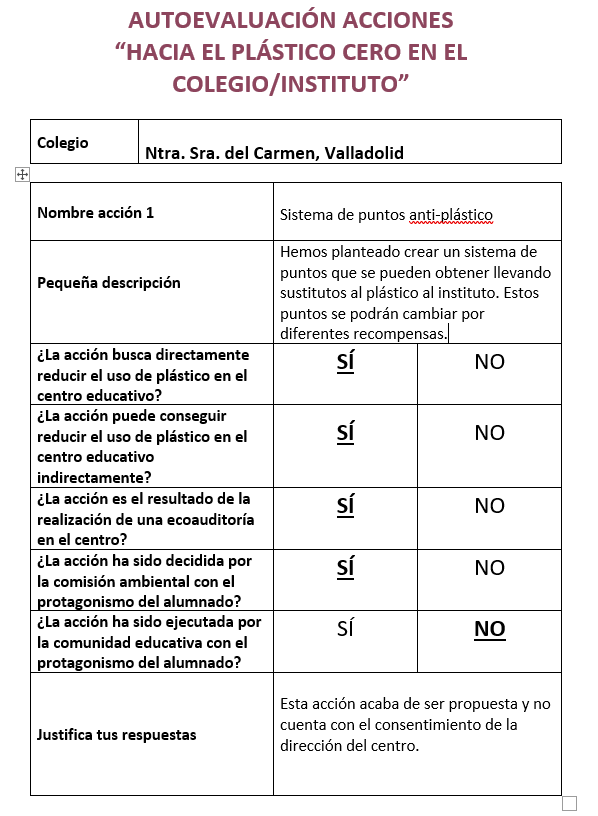 AUTOEVALUACIÓN ACCIONES
“HACIA EL PLÁSTICO CERO EN EL
COLEGIO/INSTITUTO”
Colegio
Ntra. Sra. del Carmen, Valladolid
Nombre acción 1
Sistema de puntos anti-plástico
Pequeña descripción
Hemos planteado crear un sistema de
puntos que se pueden obtener llevando
sustitutos al plástico al instituto. Estos
puntos se podrán cambiar por
diferentes recompensas.
¿La acción busca directamente
reducir el uso de plástico en el
centro educativo?
SÍ
NO
¿La acción puede conseguir
reducir el uso de plástico en el
centro educativo
indirectamente?
SÍ
NO
¿La acción es el resultado de la
realización de una ecoauditoría
en el centro?
SÍ
NO
¿La acción ha sido decidida por
la comisión ambiental con el
protagonismo del alumnado?
SÍ
NO
¿La acción ha sido ejecutada por
la comunidad educativa con el
protagonismo del alumnado?
SÍ
NO
Justifica tus respuestas
Esta acción acaba de ser propuesta y no
cuenta con el consentimiento de la
dirección del centro.